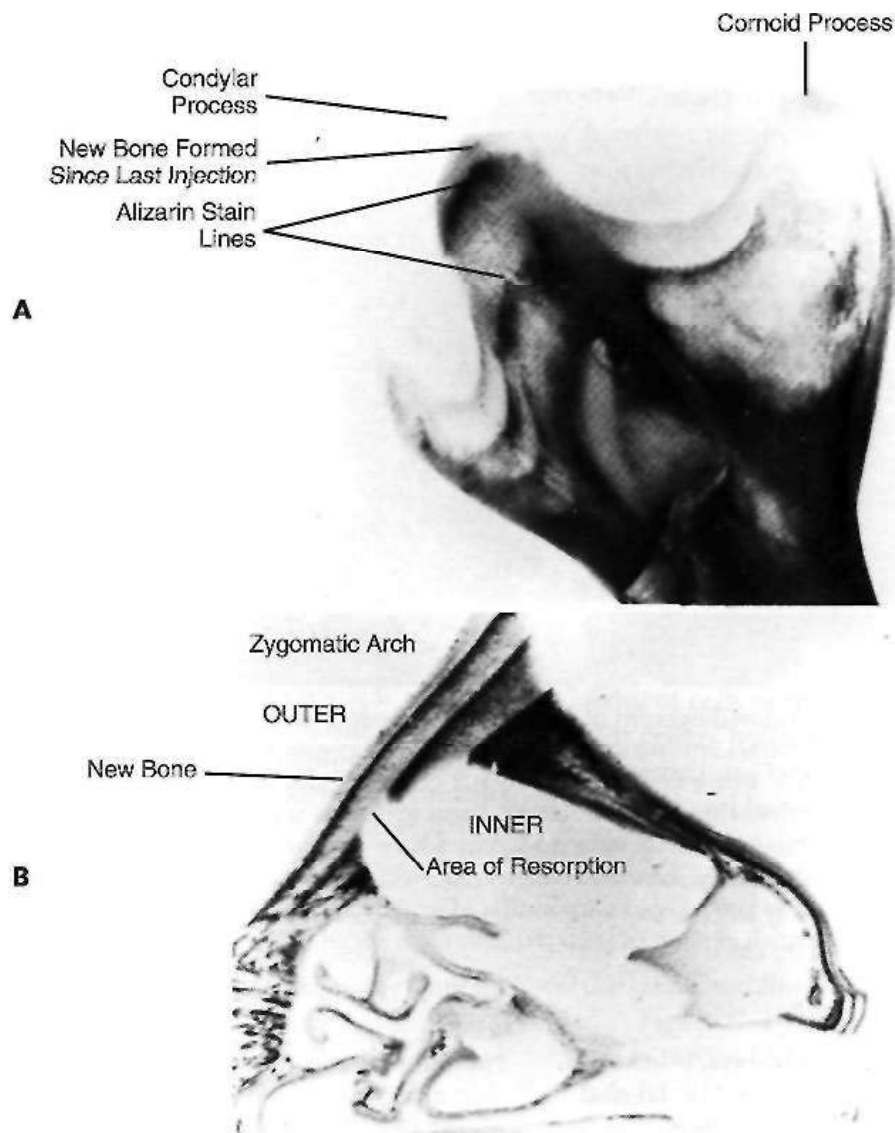 Cornoid Process
Condylar
Process
New Bone Formed
Since Last Injection
Alizarin Stain
Lines
A
Zygomatic Arch
OUTER
New Bone
INNER
Area of Resorption
B